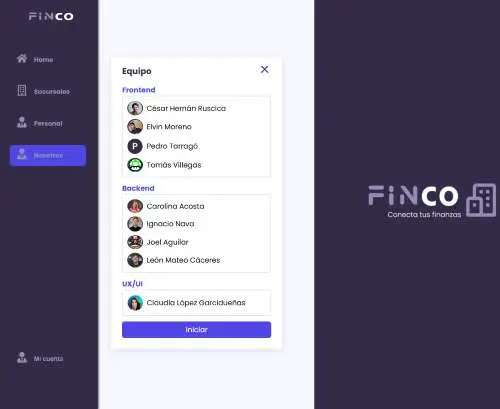 FINCO
Home
Sucursales
Personal
Nosotros
Mi cuenta
Equipo
Frontend
César Hernán Ruscica
Elvin Moreno
P Pedro Tarragó
Tomás Villegas
Backend
Carolina Acosta
Ignacio Nava
Joel Aguilar
León Mateo Cáceres
UX/UI
Claudia López Garcidueñas
Iniciar
FINCO
Conecta tus finanzas